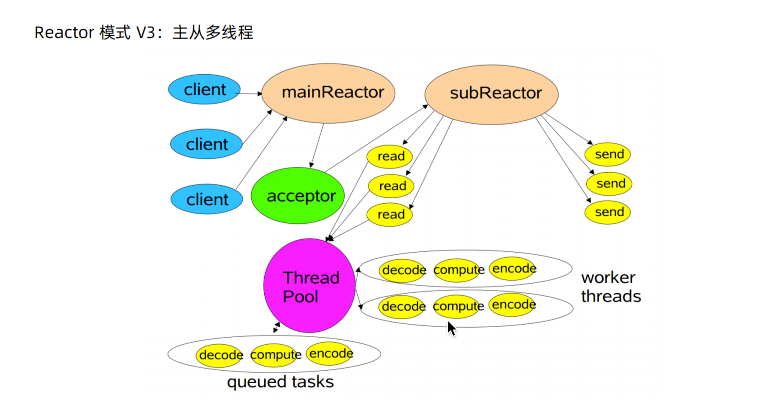 Reactor 模式 V3：主从多线程
client
mainReactor
subReactor
client
client
acceptor
read
read
read
send
send
send
Thread
Pool
decode compute encode
decode compute encode
worker
threads
decode compute encode
queued tasks